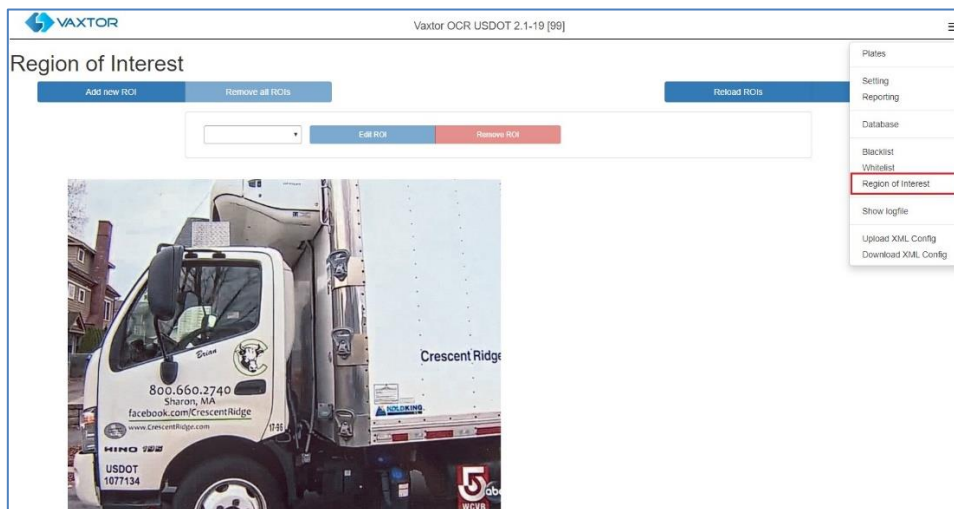 VAXTOR
Vaxtor OCR USDOT 2.1-19 [99]
Region of Interest
Add new ROI
Remove all ROIs
Reload ROIs
Edit ROI
Remove ROI
Plates
Setting
Reporting
Database
Blacklist
Whitelist
Region of Interest
Show logfile
Upload XML Config
Download XML Config
Brian
C
800.660.2740
Sharon, MA
facebook.com/CrescentRidge
www.CrescentRidge.com
17-96
HINO 195
USDOT
1077134
Crescent Ridge
KING
5
abc
WCVB